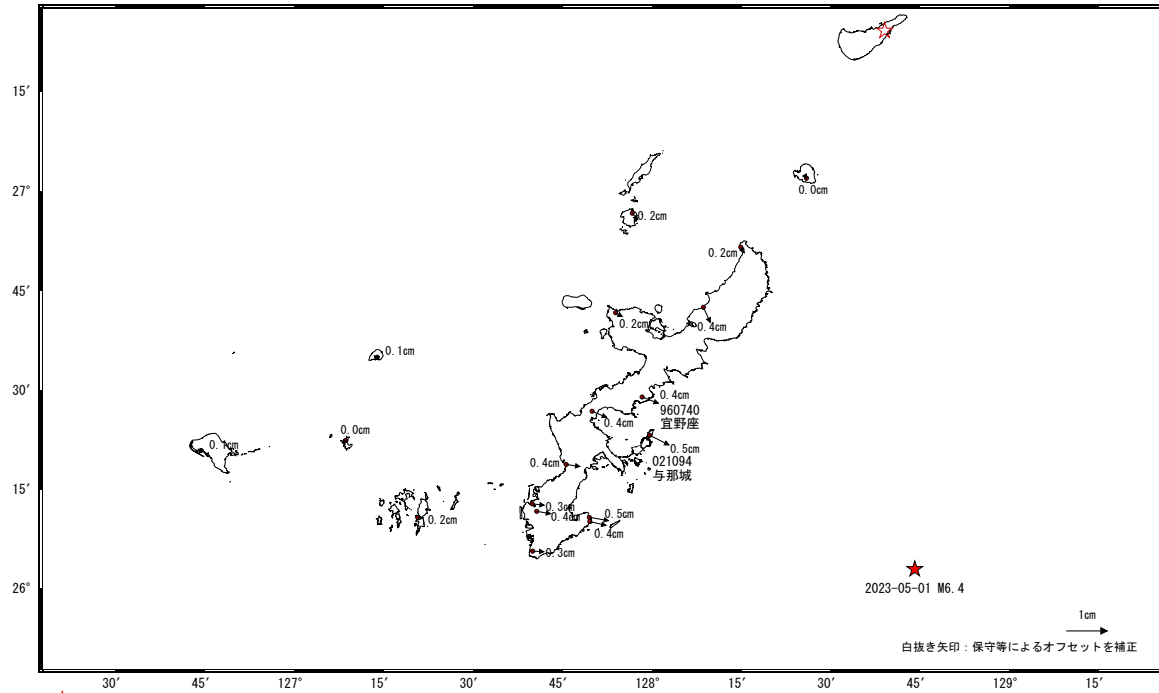 15′
27°
0.0cm
0.2cm
0.2cm
45′
0.2cm
0.4cm
0.1cm
30′
0.4cm
960740
宜野座
0.4cm
0.0cm
0.1cm
0.5cm
0.4cm
021094
与那城
15′
0.3cm
0.5cm
0.4cm
0.2cm
0.4cm
0.3cm
26°
2023-05-01 M6.4
1cm
白抜き矢印：保守等によるオフセットを補正
30′ 45′ 127° 15′ 30′ 45′ 128° 15′ 30′ 45′ 129° 15′